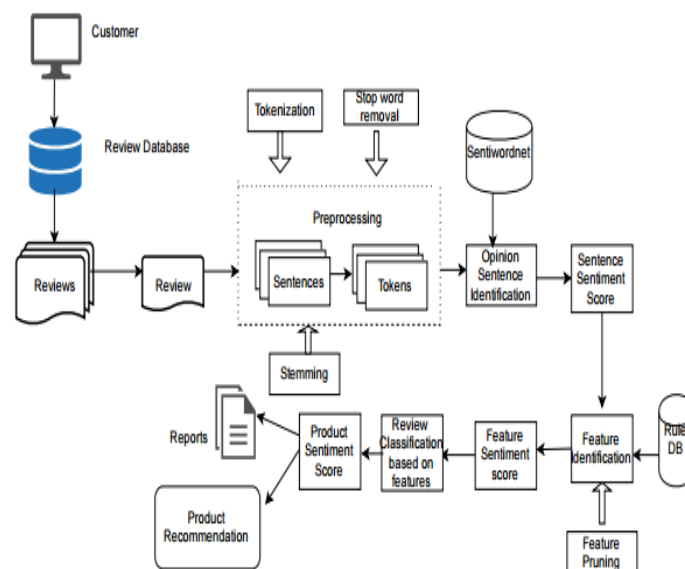 Customer
Tokenization
Stop word
removal
Review Database
Sentiwordnet
Preprocessing
Reviews
Review
Sentences
Tokens
Opinion
Sentence
Identification
Sentence
Sentiment
Score
Stemming
Reports
Product
Sentiment
Score
Review
Classification
based on
features
Feature
Sentiment
score
Feature
Identification
Rule
DB
Product
Recommendation
Feature
Pruning